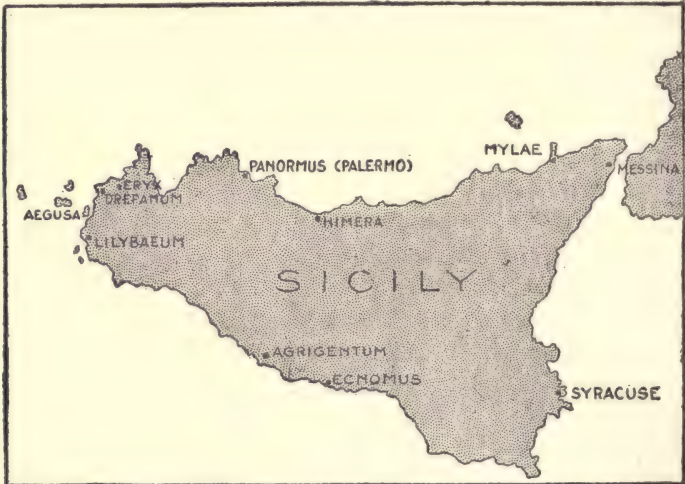 MYLAE
PANORMUS (PALERMO)
MESSINA
ERYX
DREPANUM
AEGUSA
HIMERA
LILYBAEUM
SICILY
AGRIGENTUM
ECNOMUS
SYRACUSE